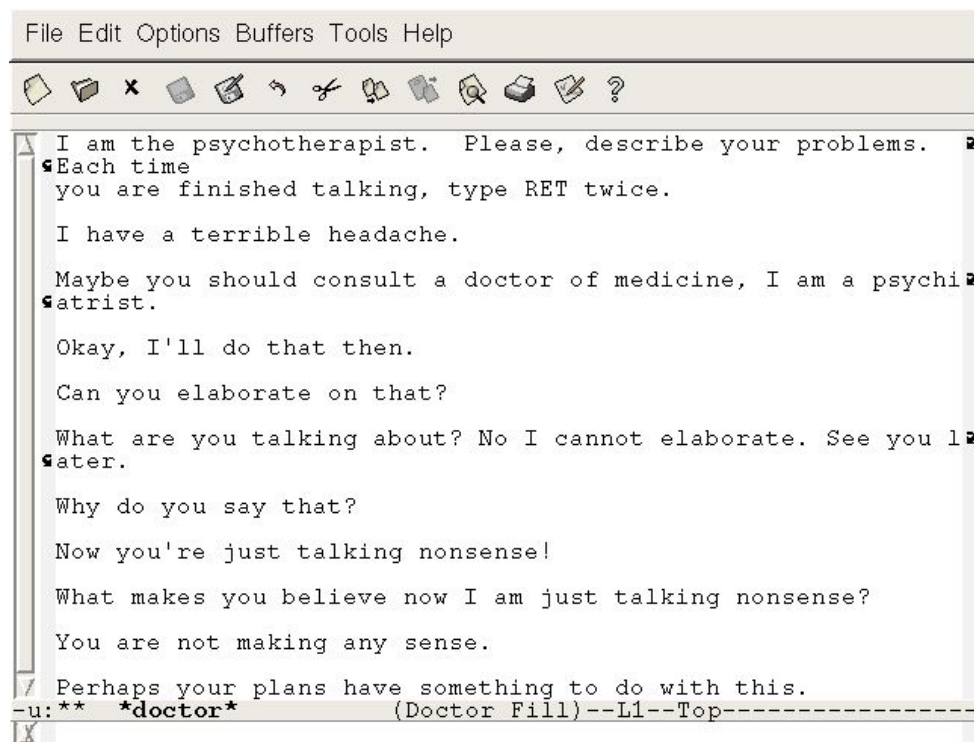 File Edit Options Buffers Tools Help
I am the psychotherapist.  Please, describe your problems.
Each time
you are finished talking, type RET twice.
I have a terrible headache.
Maybe you should consult a doctor of medicine, I am a psychi
atrist.
Okay, I'll do that then.
Can you elaborate on that?
What are you talking about? No I cannot elaborate. See you l
ater.
Why do you say that?
Now you're just talking nonsense!
What makes you believe now I am just talking nonsense?
You are not making any sense.
Perhaps your plans have something to do with this.
-u:**  *doctor*             (Doctor Fill)--L1--Top-----------------